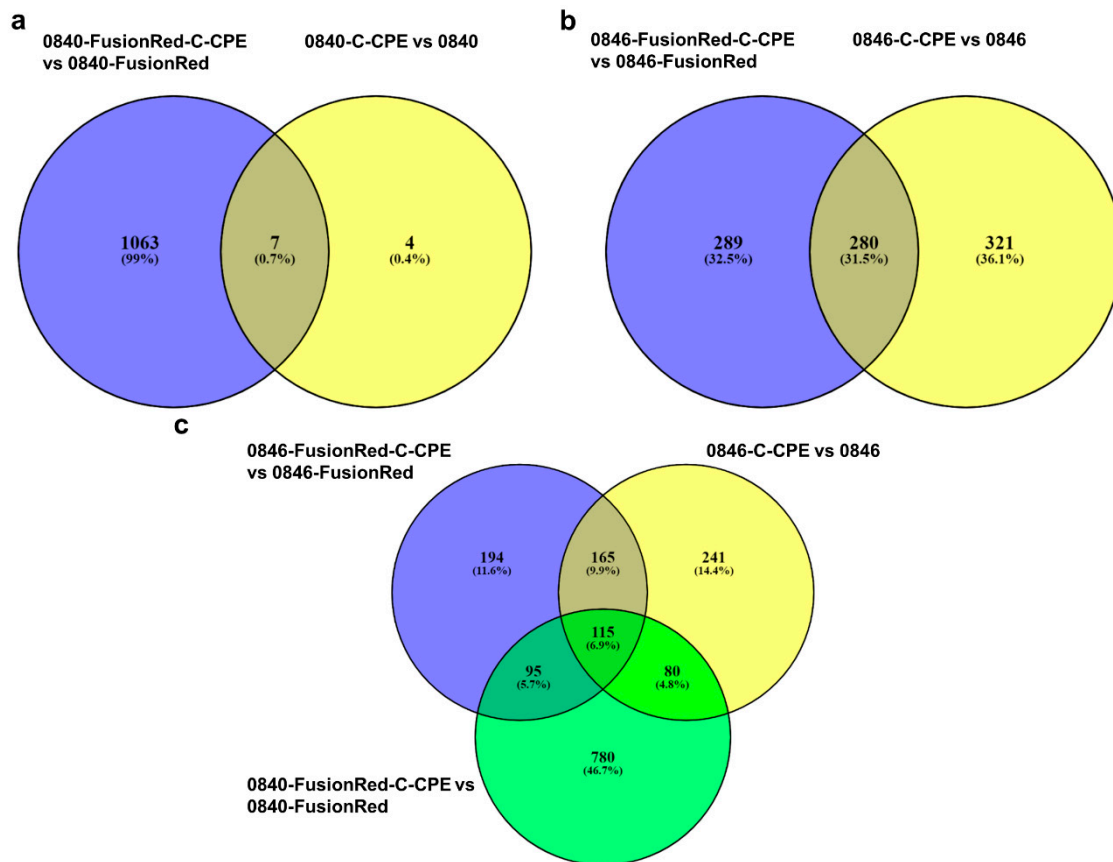 a
0840-FusionRed-C-CPE
vs 0840-FusionRed
0840-C-CPE vs 0840
1063
(99%)
7
(0.7%)
4
(0.4%)
b
0846-FusionRed-C-CPE
vs 0846-FusionRed
0846-C-CPE vs 0846
289
(32.5%)
280
(31.5%)
321
(36.1%)
c
0846-FusionRed-C-CPE
vs 0846-FusionRed
0846-C-CPE vs 0846
194
(11.6%)
165
(9.9%)
241
(14.4%)
115
(6.9%)
95
(5.7%)
80
(4.8%)
780
(46.7%)
0840-FusionRed-C-CPE vs
0840-FusionRed